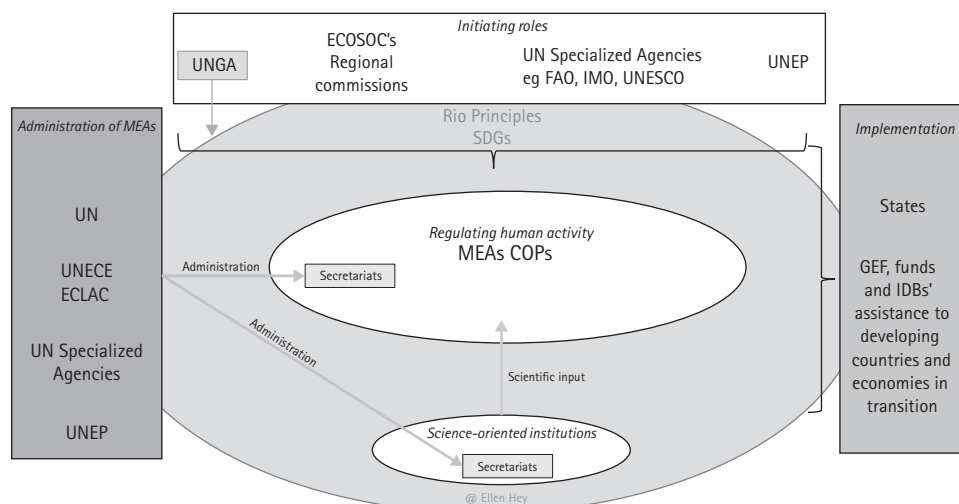 Initiating roles
UNGA
ECOSOC's
Regional
commissions
UN Specialized Agencies
eg FAO, IMO, UNESCO
UNEP
Administration of MEAs
UN
UNECE
ECLAC
UN Specialized
Agencies
UNEP
Rio Principles
SDGs
Regulating human activity
MEAs COPs
Administration
Secretariats
Administration
Scientific input
Science-oriented institutions
Secretariats
@ Ellen Hey
Implementation
States
GEF, funds
and IDBs'
assistance to
developing
countries and
economies in
transition